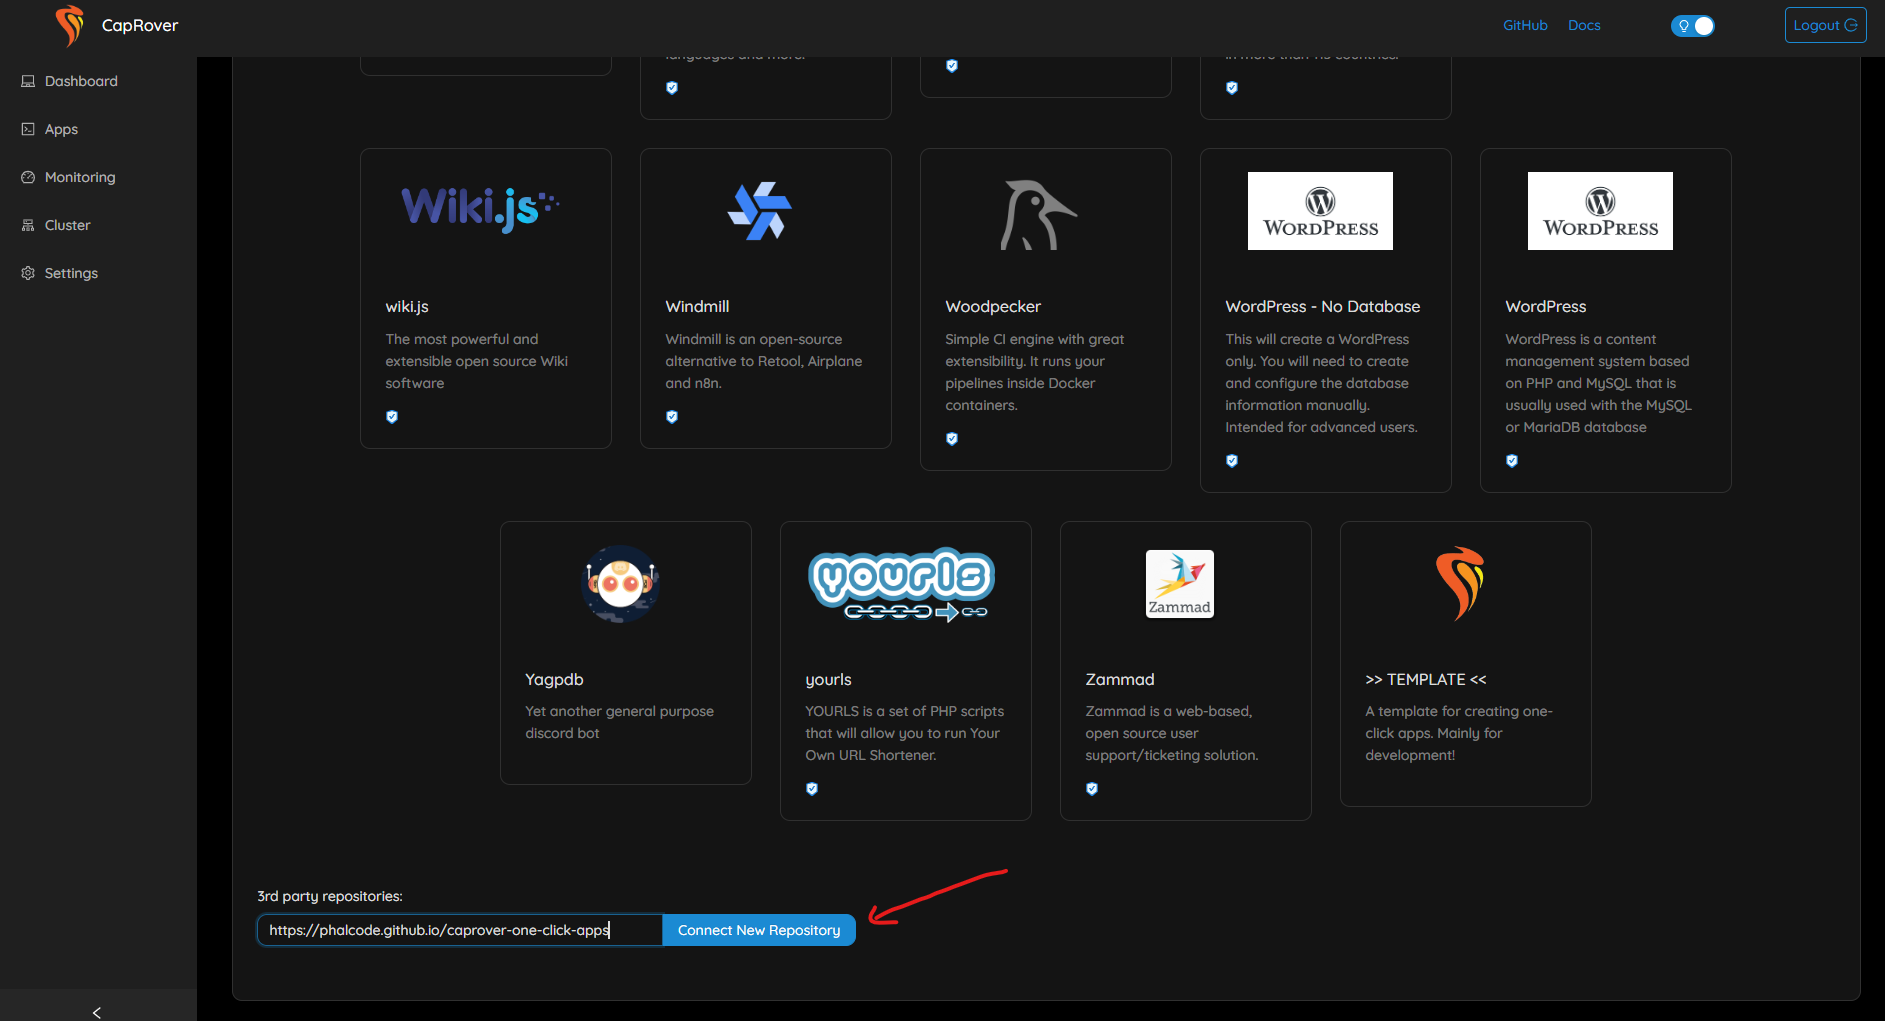 CapRover
GitHub
Docs
Logout
Dashboard
Apps
Monitoring
Cluster
Settings
languages and more.
in more than 115 countries.
Wiki.js
WORDPRESS
WORDPRESS
wiki.js
The most powerful and
extensible open source Wiki
software
Windmill
Windmill is an open-source
alternative to Retool, Airplane
and n8n.
Woodpecker
Simple CI engine with great
extensibility. It runs your
pipelines inside Docker
containers.
WordPress - No Database
This will create a WordPress
only. You will need to create
and configure the database
information manually.
Intended for advanced users.
WordPress
WordPress is a content
management system based
on PHP and MySQL that is
usually used with the MySQL
or MariaDB database
yourls
Zammad
Yagpdb
Yet another general purpose
discord bot
yourls
YOURLS is a set of PHP scripts
that will allow you to run Your
Own URL Shortener.
Zammad
Zammad is a web-based,
open source user
support/ticketing solution.
>> TEMPLATE <<
A template for creating one-
click apps. Mainly for
development!
3rd party repositories:
https://phalcode.github.io/caprover-one-click-apps
Connect New Repository